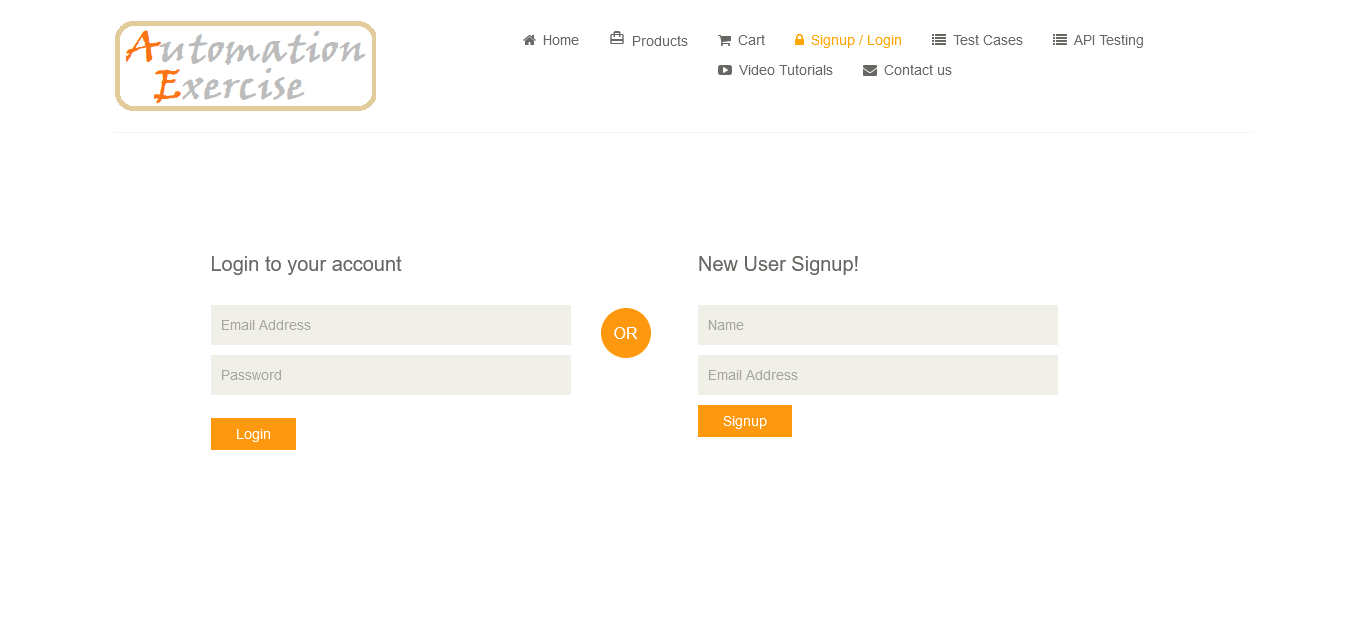 Automation
Exercise
Home Products Cart Signup / Login Test Cases API Testing
Video Tutorials Contact us
Login to your account
Email Address
Password
Login
OR
New User Signup!
Name
Email Address
Signup